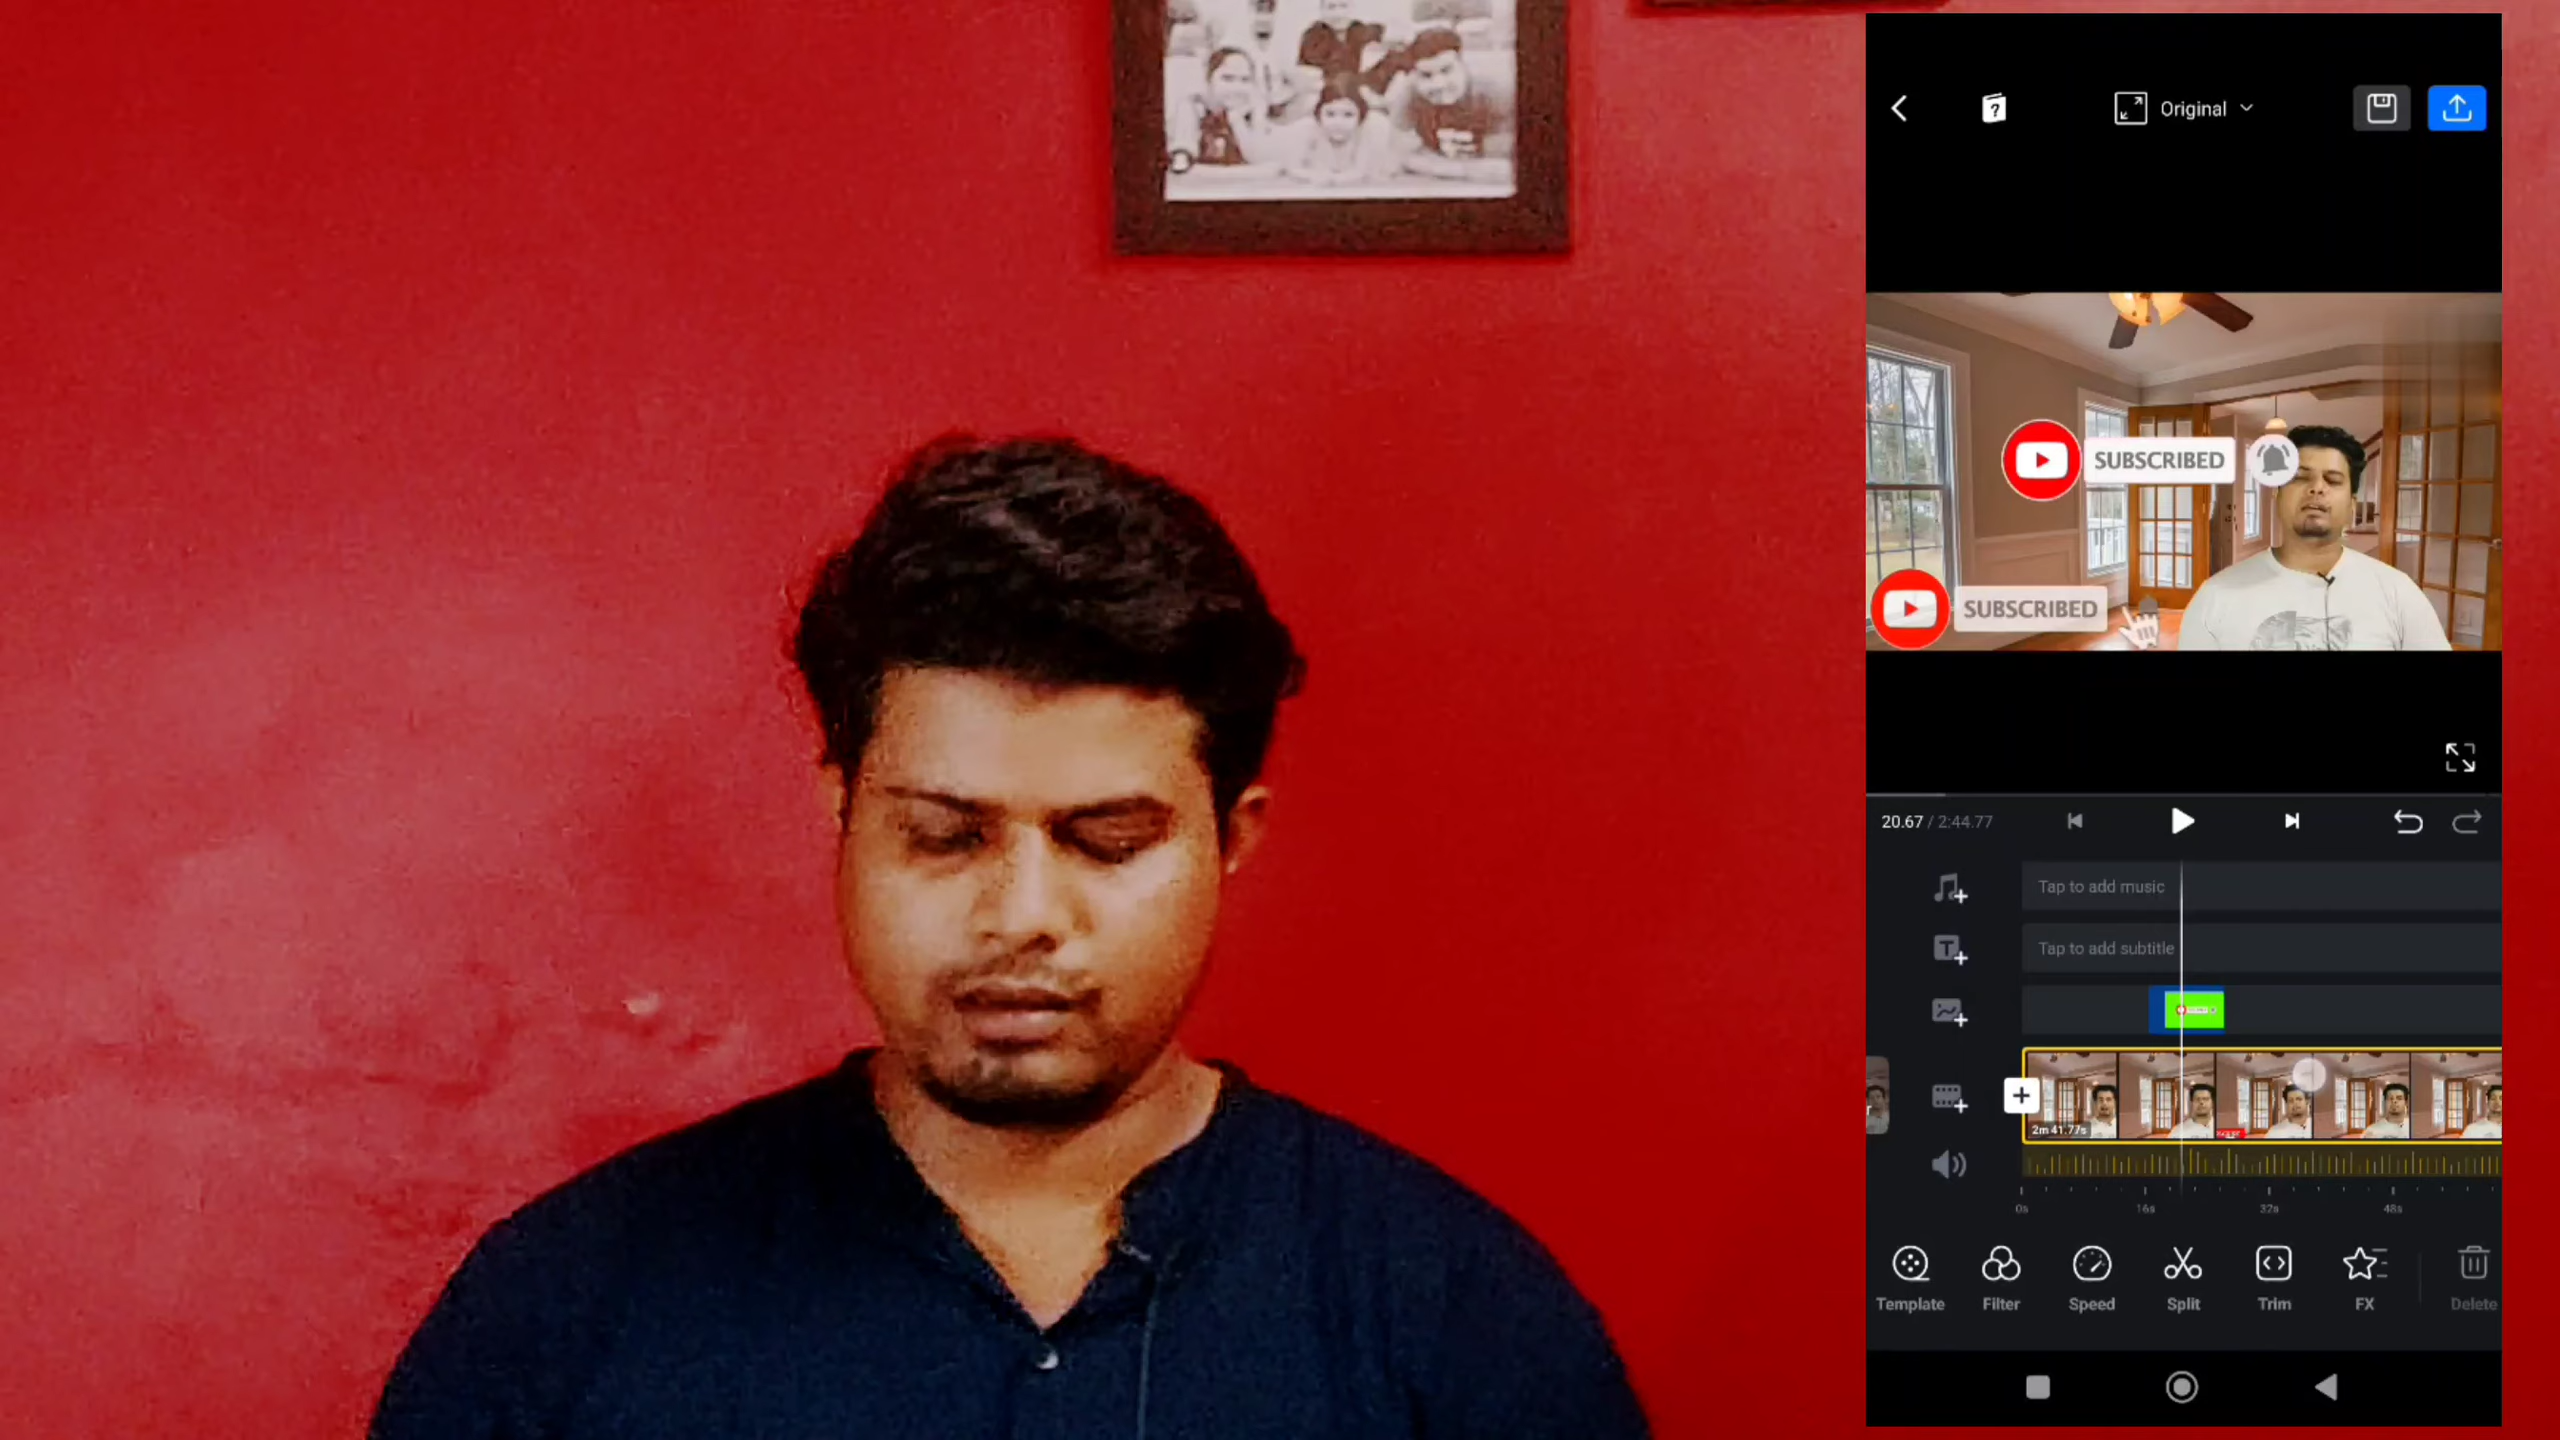 Original
SUBSCRIBED
SUBSCRIBED
20.67 / 2:44.77
Tap to add music
Tap to add subtitle
2m 41.77s
0s 16s 32s 48s
Template Filter Speed Split Trim FX Delete